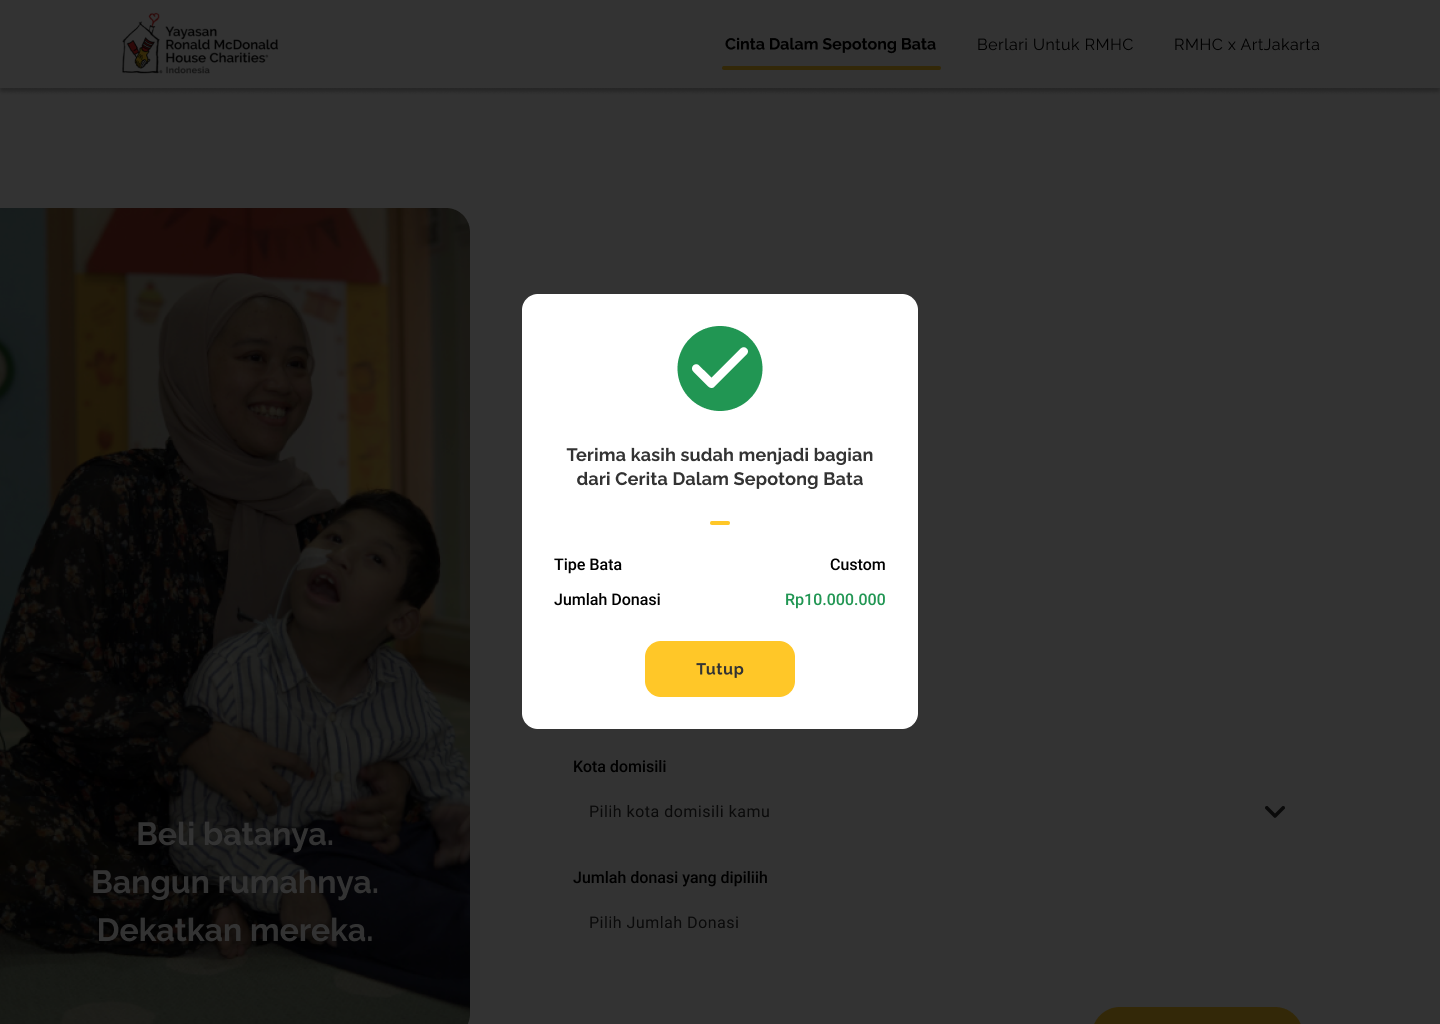 Yayasan
Ronald McDonald
House Charities
Indonesia
Cinta Dalam Sepotong Bata
Berlari Untuk RMHC
RMHC x ArtJakarta
Terima kasih sudah menjadi bagian
dari Cerita Dalam Sepotong Bata
Tipe Bata Custom
Jumlah Donasi Rp10.000.000
Tutup
Beli batanya.
Bangun rumahnya.
Dekatkan mereka.
Kota domisili
Pilih kota domisili kamu
Jumlah donasi yang dipiliih
Pilih Jumlah Donasi